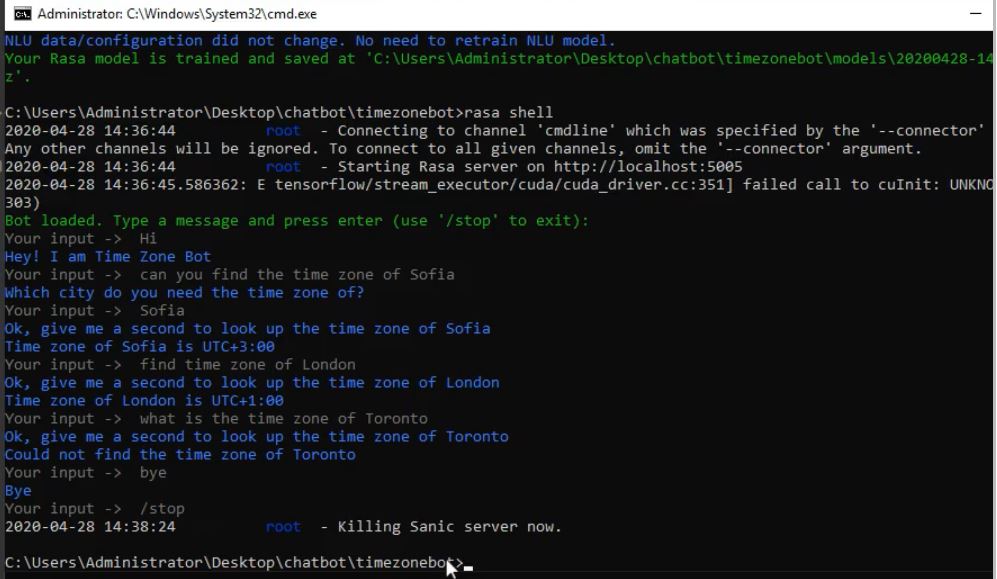 Administrator: C:\Windows\System32\cmd.exe
NLU data/configuration did not change. No need to retrain NLU model.
Your Rasa model is trained and saved at 'C:\Users\Administrator\Desktop\chatbot\timezonebot\models\20200428-14
z'.
C:\Users\Administrator\Desktop\chatbot\timezonebot>rasa shell
2020-04-28 14:36:44 root - Connecting to channel 'cmdline' which was specified by the '--connector'
Any other channels will be ignored. To connect to all given channels, omit the '--connector' argument.
2020-04-28 14:36:44 root - Starting Rasa server on http://localhost:5005
2020-04-28 14:36:45.586362: E tensorflow/stream_executor/cuda/cuda_driver.cc:351] failed call to cuInit: UNKNO
303)
Bot loaded. Type a message and press enter (use '/stop' to exit):
Your input -> Hi
Hey! I am Time Zone Bot
Your input -> can you find the time zone of Sofia
Which city do you need the time zone of?
Your input -> Sofia
Ok, give me a second to look up the time zone of Sofia
Time zone of Sofia is UTC+3:00
Your input -> find time zone of London
Ok, give me a second to look up the time zone of London
Time zone of London is UTC+1:00
Your input -> what is the time zone of Toronto
Ok, give me a second to look up the time zone of Toronto
Could not find the time zone of Toronto
Your input -> bye
Bye
Your input -> /stop
2020-04-28 14:38:24 root - Killing Sanic server now.
C:\Users\Administrator\Desktop\chatbot\timezonebot>